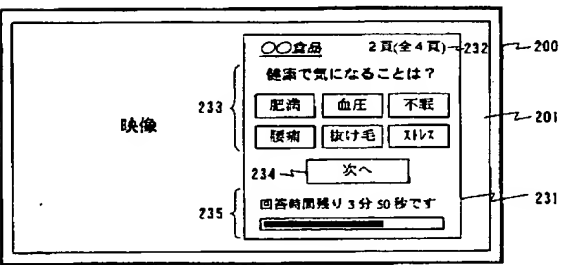 〇〇食品 2頁(全4頁) 232 200
健康で気になることは?
233 肥満 血圧 不眠
映像 201
腰痛 抜け毛 ストレス
234 次へ
231
回答時間残り3分50秒です
235